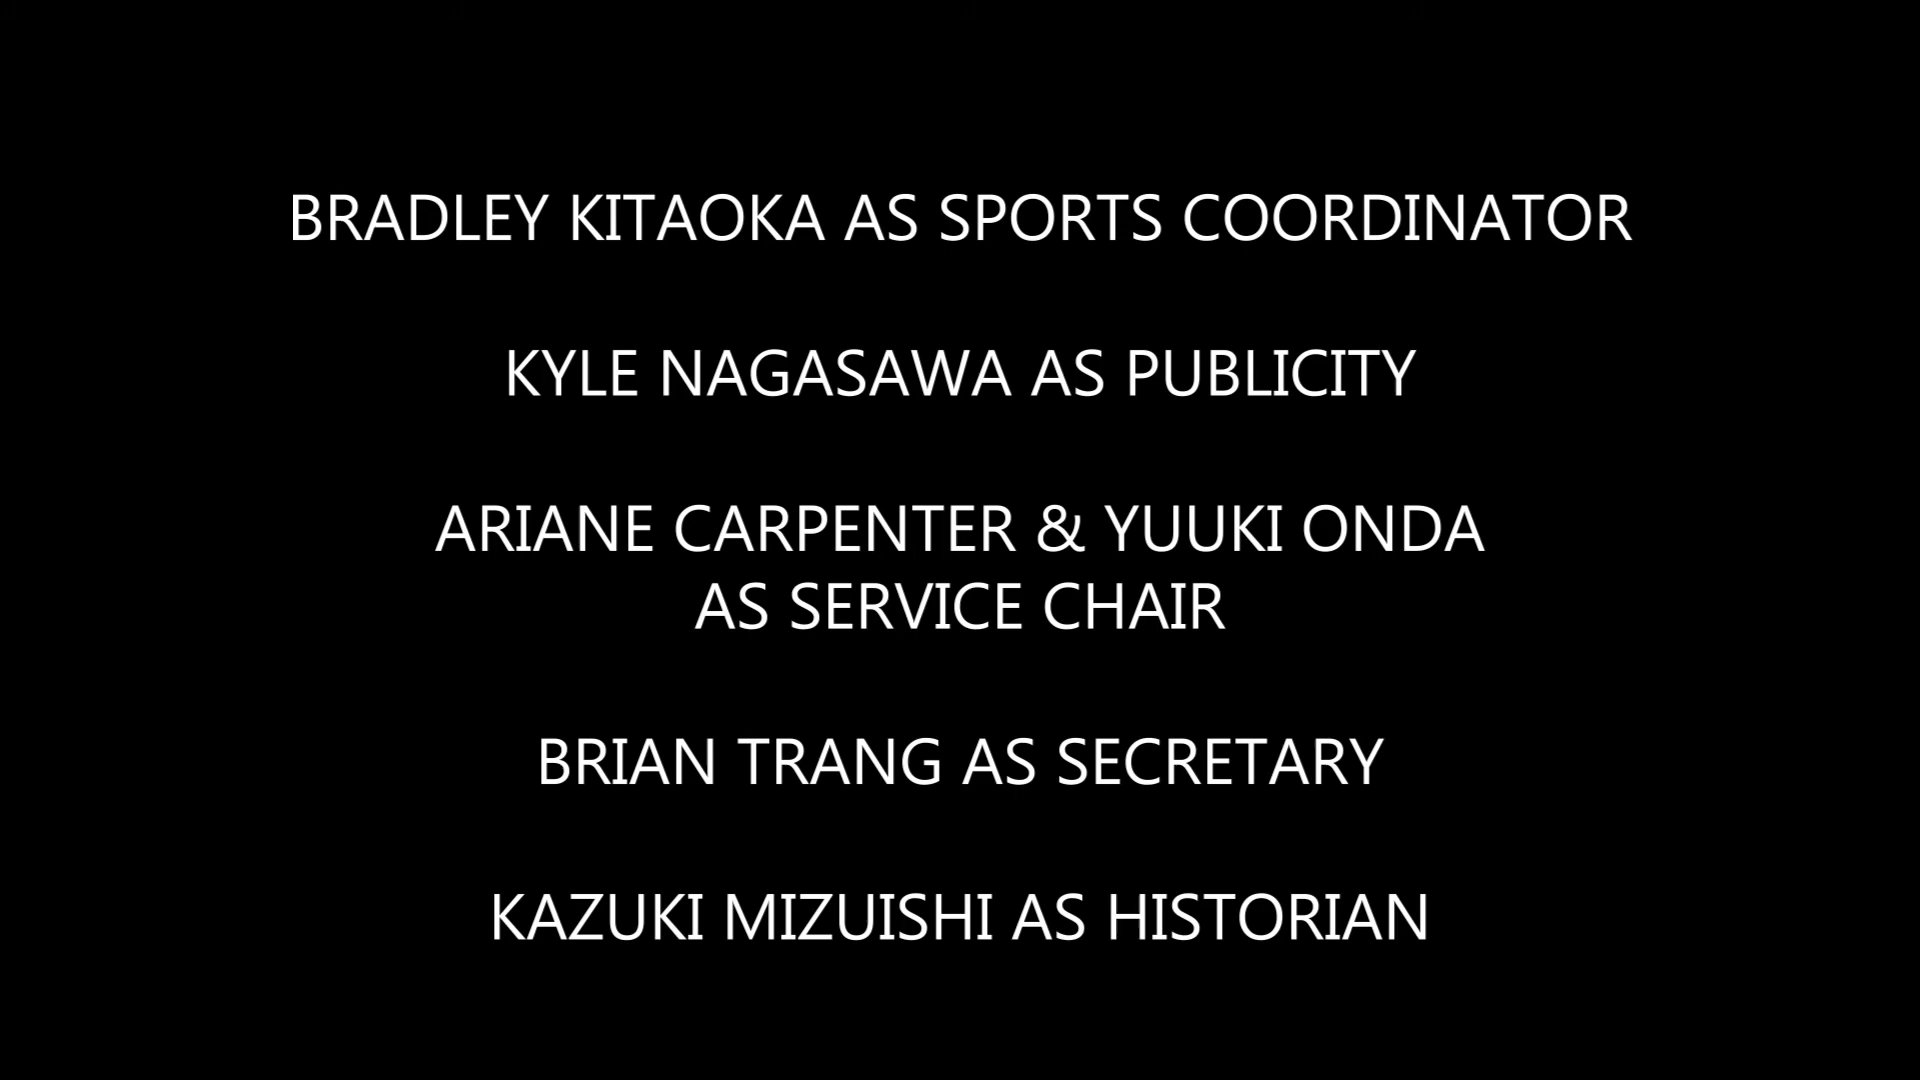 BRADLEY KITAOKA AS SPORTS COORDINATOR
KYLE NAGASAWA AS PUBLICITY
ARIANE CARPENTER & YUUKI ONDA
AS SERVICE CHAIR
BRIAN TRANG AS SECRETARY
KAZUKI MIZUISHI AS HISTORIAN